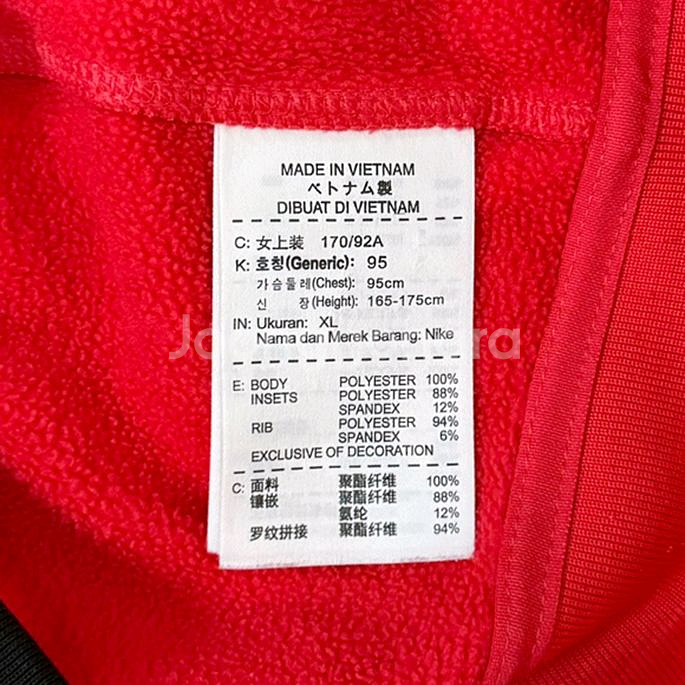 MADE IN VIETNAM
ベトナム製
DIBUAT DI VIETNAM
C: 女上装 170/92A
K: 호칭(Generic): 95
가슴둘레(Chest): 95cm
신 장(Height): 165-175cm
IN: Ukuran: XL
Nama dan Merek Barang: Nike
E: BODY POLYESTER 100%
INSETS POLYESTER 88%
SPANDEX 12%
RIB POLYESTER 94%
SPANDEX 6%
EXCLUSIVE OF DECORATION
C: 面料 聚酯纤维 100%
镶嵌 聚酯纤维 88%
氨纶 12%
罗纹拼接 聚酯纤维 94%